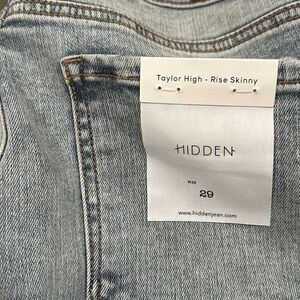 Taylor High - Rise Skinny
HIDDEN
SIZE
29
www.hiddenjean.com